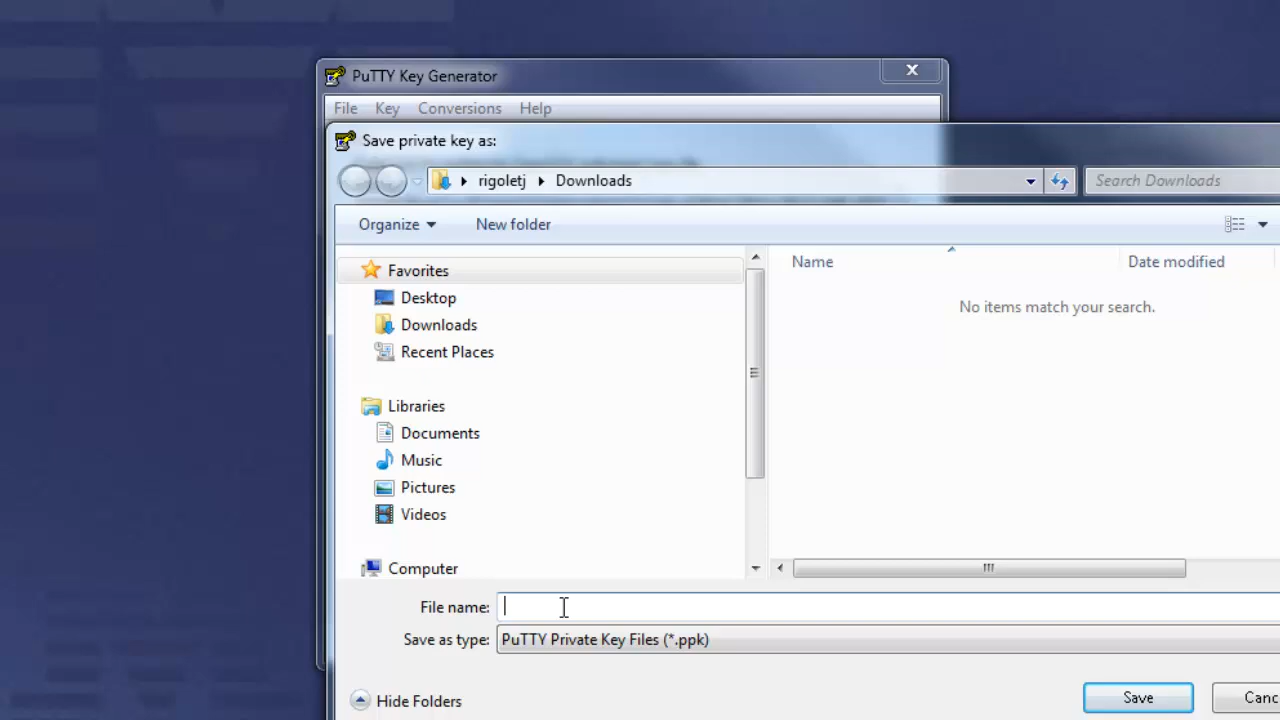 PuTTY Key Generator
File Key Conversions Help
Save private key as:
rigoletj Downloads
Search Downloads
Organize New folder
Name Date modified
Favorites
No items match your search.
Desktop
Downloads
Recent Places
Libraries
Documents
Music
Pictures
Videos
Computer
File name:
Save as type: PuTTY Private Key Files (*.ppk)
Hide Folders
Save Canc